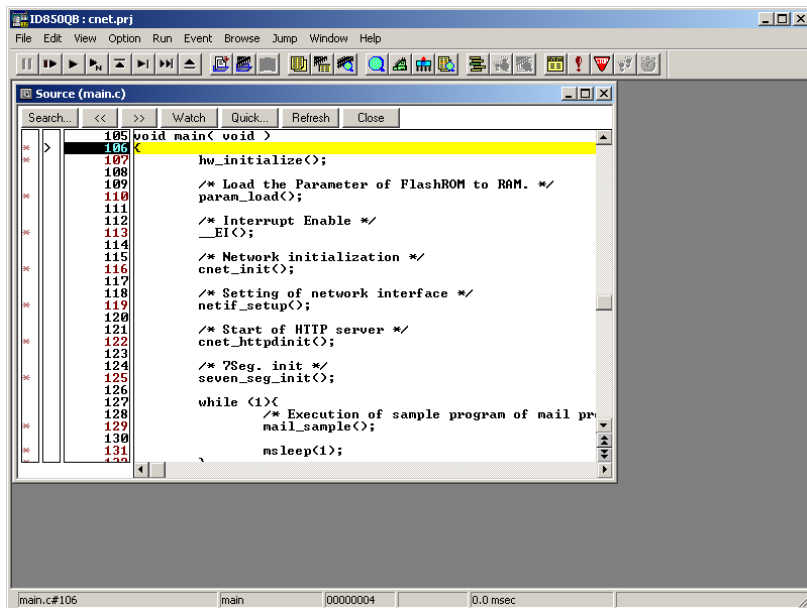 ID850QB : cnet.prj
File Edit View Option Run Event Browse Jump Window Help
Source (main.c)
Search... << >> Watch Quick... Refresh Close
105 void main( void )
* > 106 {
* 107 hw_initialize();
108
109 /* Load the Parameter of FlashROM to RAM. */
* 110 param_load();
111
112 /* Interrupt Enable */
* 113 __EI();
114
115 /* Network initialization */
* 116 cnet_init();
117
118 /* Setting of network interface */
* 119 netif_setup();
120
121 /* Start of HTTP server */
* 122 cnet_httpdinit();
123
124 /* 7Seg. init */
* 125 seven_seg_init();
126
127 while (1){
128 /* Execution of sample program of mail pr
* 129 mail_sample();
130
* 131 msleep(1);
main.c#106 main 00000004 0.0 msec